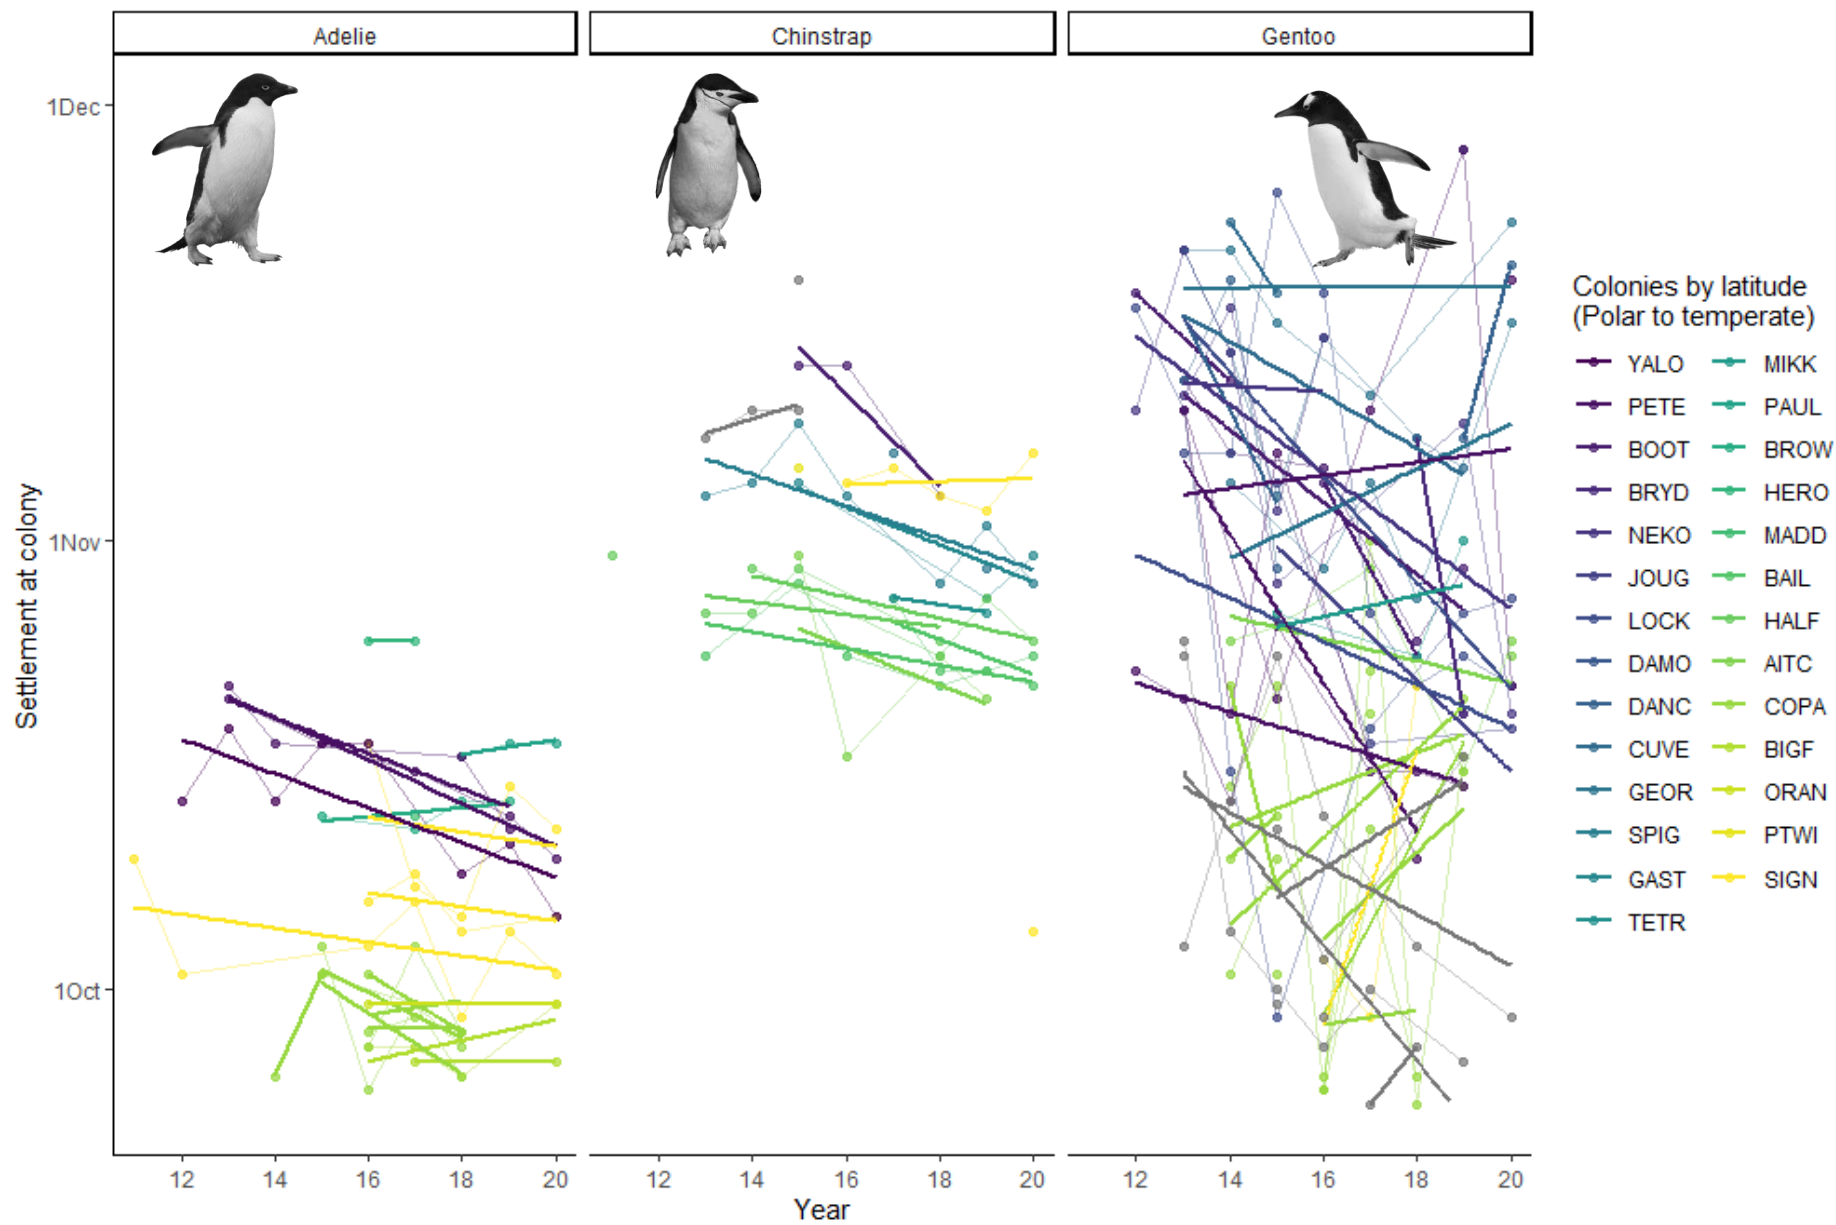 Adelie
Chinstrap
Gentoo
1Dec
1Nov
1Oct
Settlement at colony
12 14 16 18 20
12 14 16 18 20
12 14 16 18 20
Year
Colonies by latitude
(Polar to temperate)
YALO
PETE
BOOT
BRYD
NEKO
JOUG
LOCK
DAMO
DANC
CUVE
GEOR
SPIG
GAST
TETR
MIKK
PAUL
BROW
HERO
MADD
BAIL
HALF
AITC
COPA
BIGF
ORAN
PTWI
SIGN